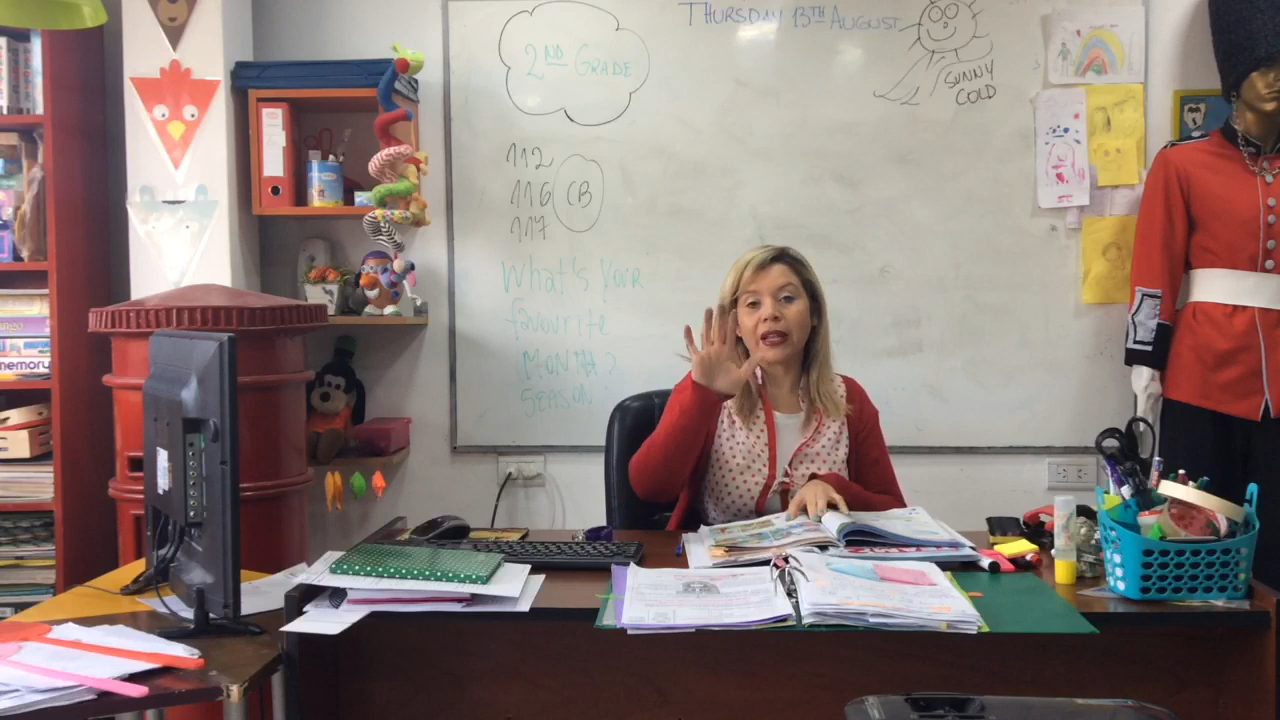 THURSDAY 13TH AUGUST
2ND GRADE
SUNNY
COLD
112
116 CB
117
What's your
favourite
MONTH?
SEASON
memory